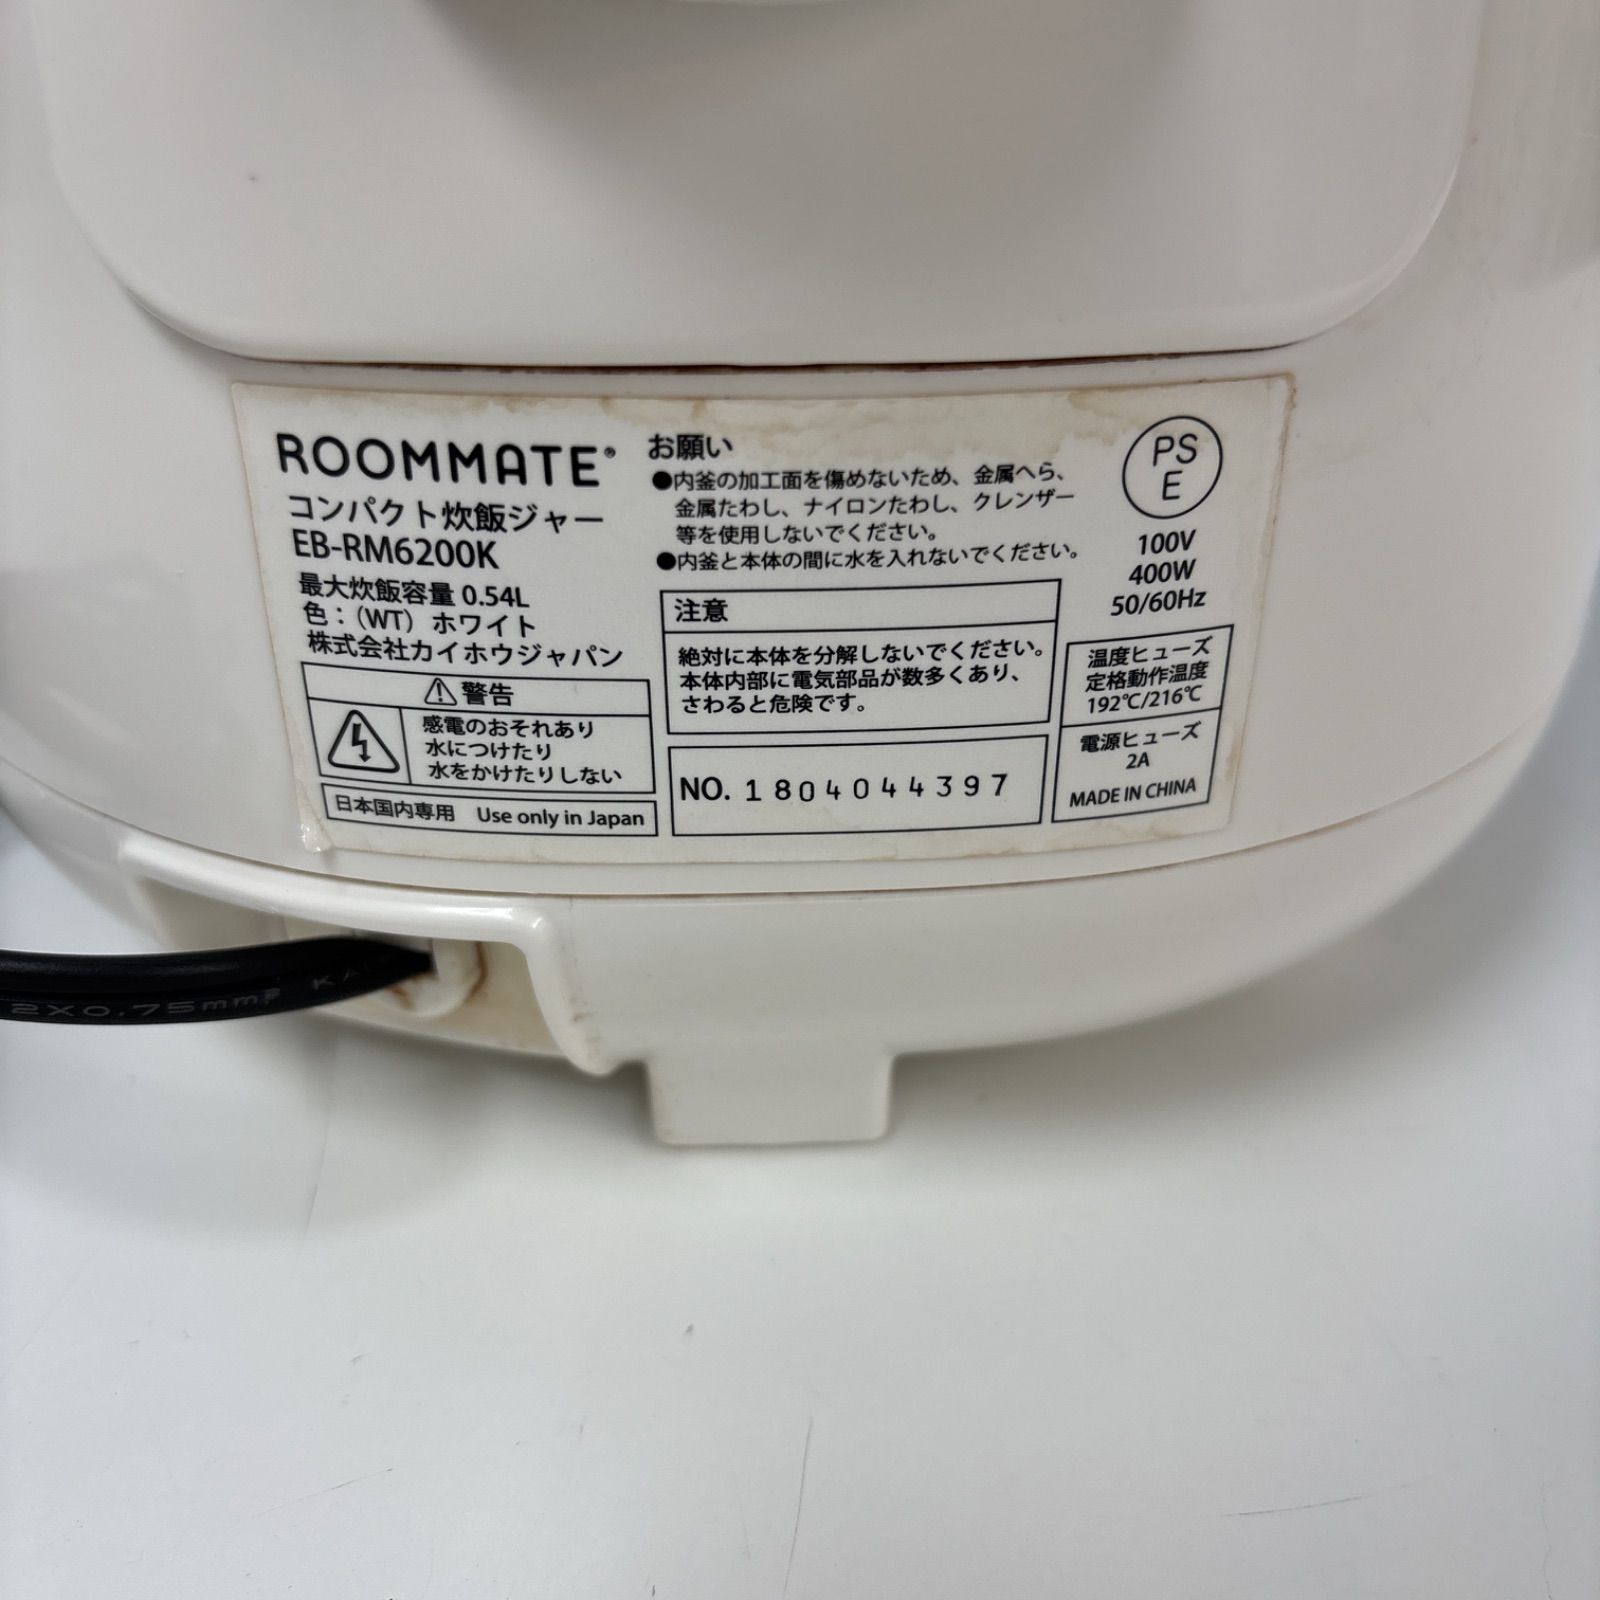 ROOMMATE®
コンパクト炊飯ジャー
EB-RM6200K
最大炊飯容量 0.54L
色：（WT）ホワイト
株式会社カイホウジャパン
⚠警告
感電のおそれあり
水につけたり
水をかけたりしない
日本国内専用 Use only in Japan
お願い
●内釜の加工面を傷めないため、金属へら、
金属たわし、ナイロンたわし、クレンザー
等を使用しないでください。
●内釜と本体の間に水を入れないでください。
注意
絶対に本体を分解しないでください。
本体内部に電気部品が数多くあり、
さわると危険です。
NO. 1804044397
PS
E
100V
400W
50/60Hz
温度ヒューズ
定格動作温度
192℃/216℃
電源ヒューズ
2A
MADE IN CHINA
2X0.75mm²